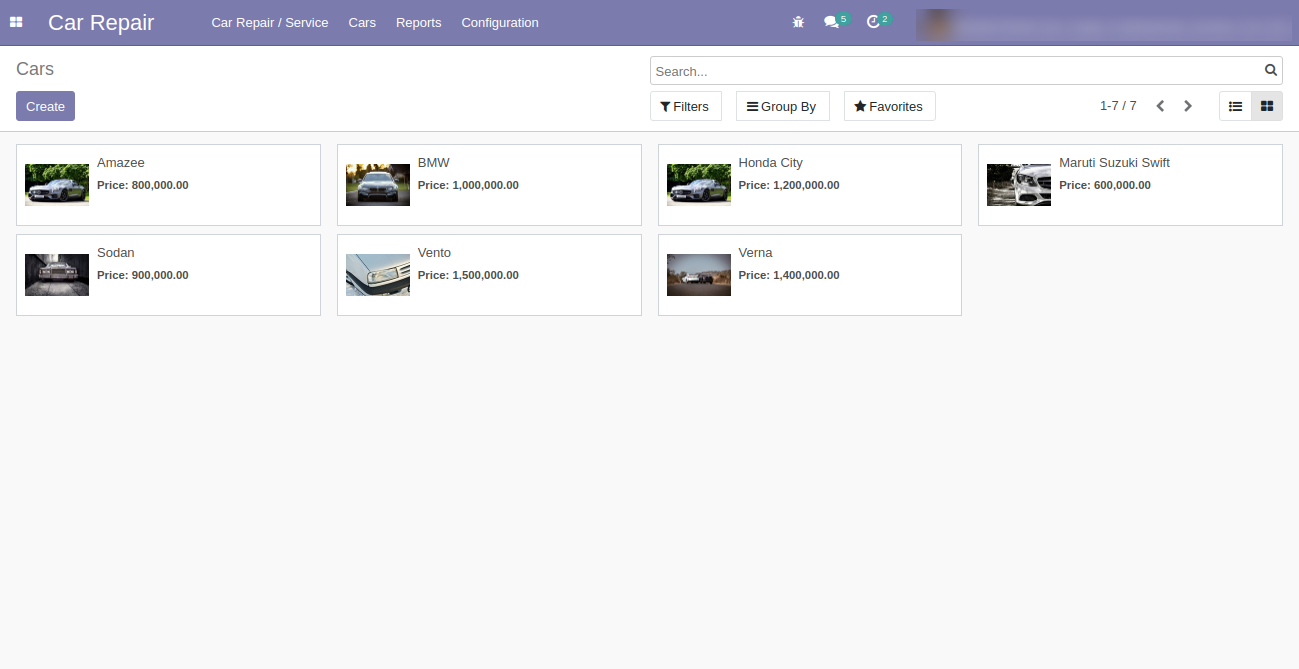 Car Repair Car Repair / Service Cars Reports Configuration 5 2
Cars
Search...
Create
Filters Group By Favorites 1-7 / 7
Amazee BMW Honda City Maruti Suzuki Swift
Price: 800,000.00 Price: 1,000,000.00 Price: 1,200,000.00 Price: 600,000.00
Sodan Vento Verna
Price: 900,000.00 Price: 1,500,000.00 Price: 1,400,000.00